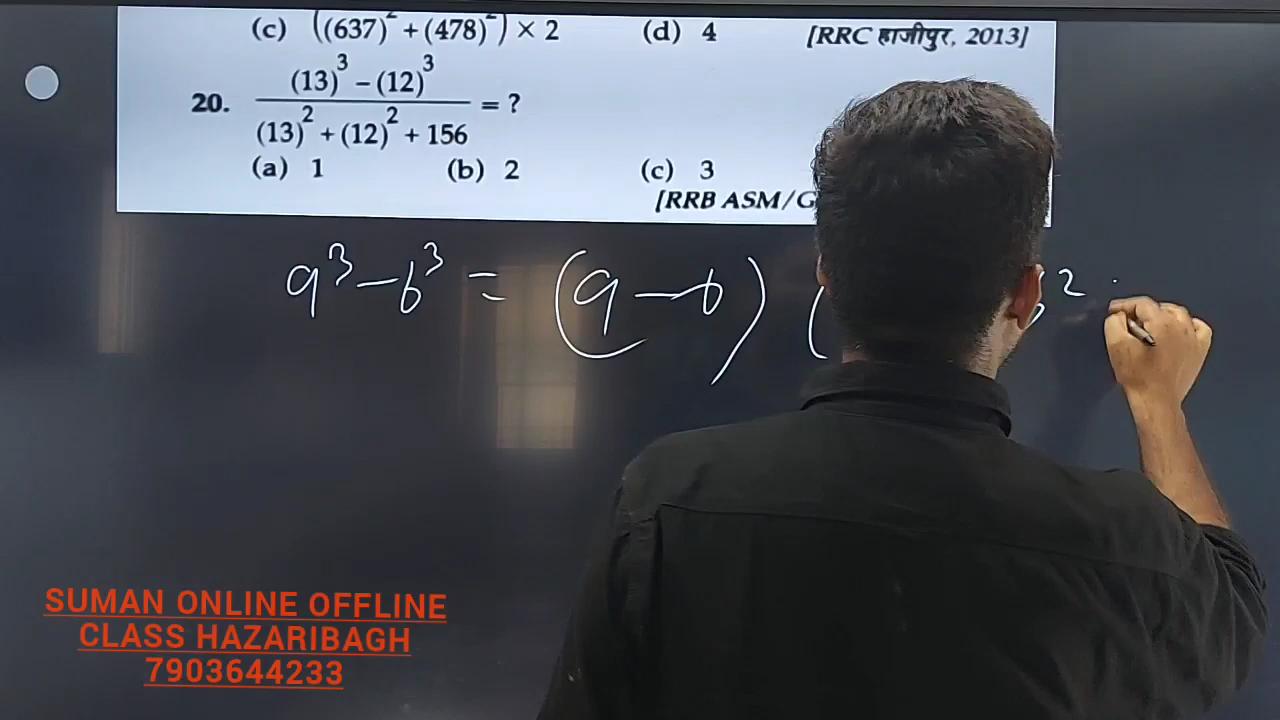 (c) ((637)² + (478)²) × 2 (d) 4 [RRC हाजीपुर, 2013]
20. (13)³ − (12)³ / (13)² + (12)² + 156 = ?
(a) 1 (b) 2 (c) 3
[RRB ASM/G
a³ − b³ = (a − b) ( b²
SUMAN ONLINE OFFLINE
CLASS HAZARIBAGH
7903644233